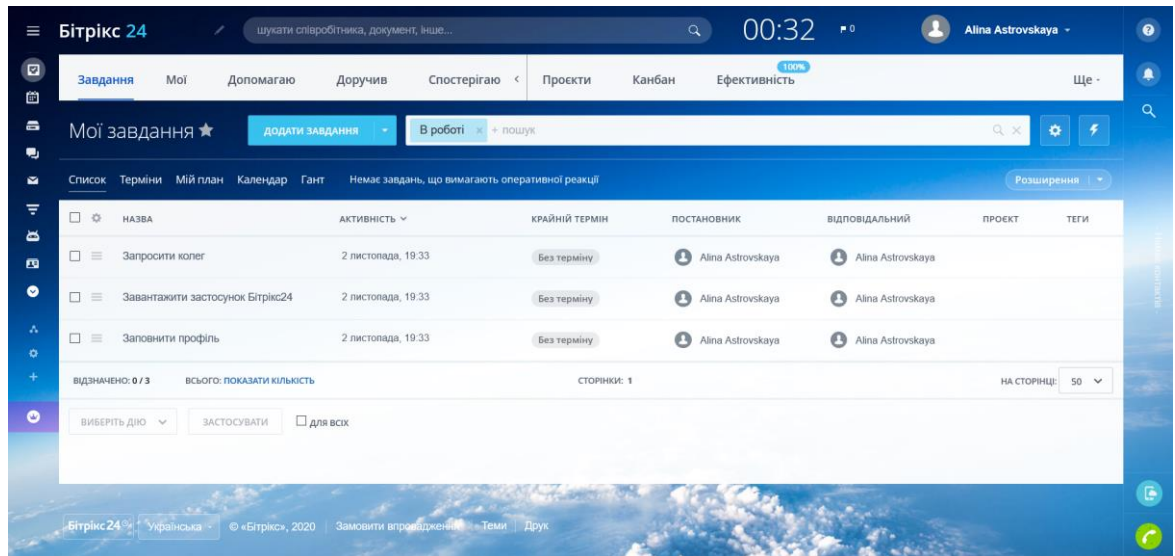 Бітрікс 24
шукати співробітника, документ, інше...
00:32
0
Alina Astrovskaya
Завдання Мої Допомагаю Доручив Спостерігаю Проєкти Канбан Ефективність 100% Ще
Мої завдання
ДОДАТИ ЗАВДАННЯ
В роботі × + пошук
Список Терміни Мій план Календар Гант Немає завдань, що вимагають оперативної реакції Розширення
НАЗВА АКТИВНІСТЬ КРАЙНІЙ ТЕРМІН ПОСТАНОВНИК ВІДПОВІДАЛЬНИЙ ПРОЄКТ ТЕГИ
Запросити колег 2 листопада, 19:33 Без терміну Alina Astrovskaya Alina Astrovskaya
Завантажити застосунок Бітрікс24 2 листопада, 19:33 Без терміну Alina Astrovskaya Alina Astrovskaya
Заповнити профіль 2 листопада, 19:33 Без терміну Alina Astrovskaya Alina Astrovskaya
ВІДЗНАЧЕНО: 0 / 3 ВСЬОГО: ПОКАЗАТИ КІЛЬКІСТЬ СТОРІНКИ: 1 НА СТОРІНЦІ: 50
ВИБЕРІТЬ ДІЮ ЗАСТОСУВАТИ ДЛЯ ВСІХ
Бітрікс24 Українська © «Бітрікс», 2020 Замовити впровадження Теми Друк